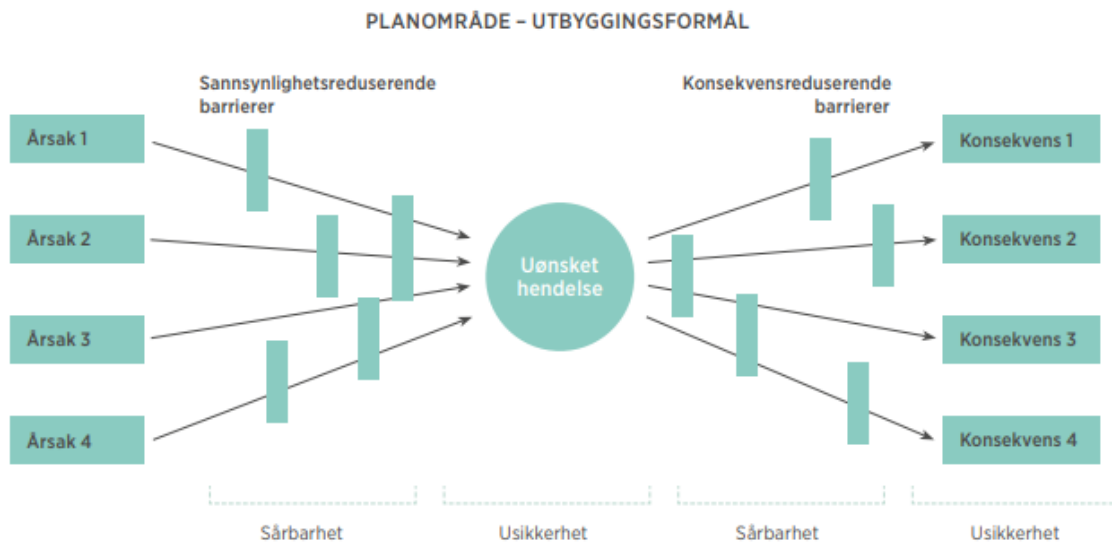 PLANOMRÅDE – UTBYGGINGSFORMÅL
Sannsynlighetsreduserende
barrierer
Konsekvensreduserende
barrierer
Årsak 1
Årsak 2
Årsak 3
Årsak 4
Uønsket
hendelse
Konsekvens 1
Konsekvens 2
Konsekvens 3
Konsekvens 4
Sårbarhet
Usikkerhet
Sårbarhet
Usikkerhet